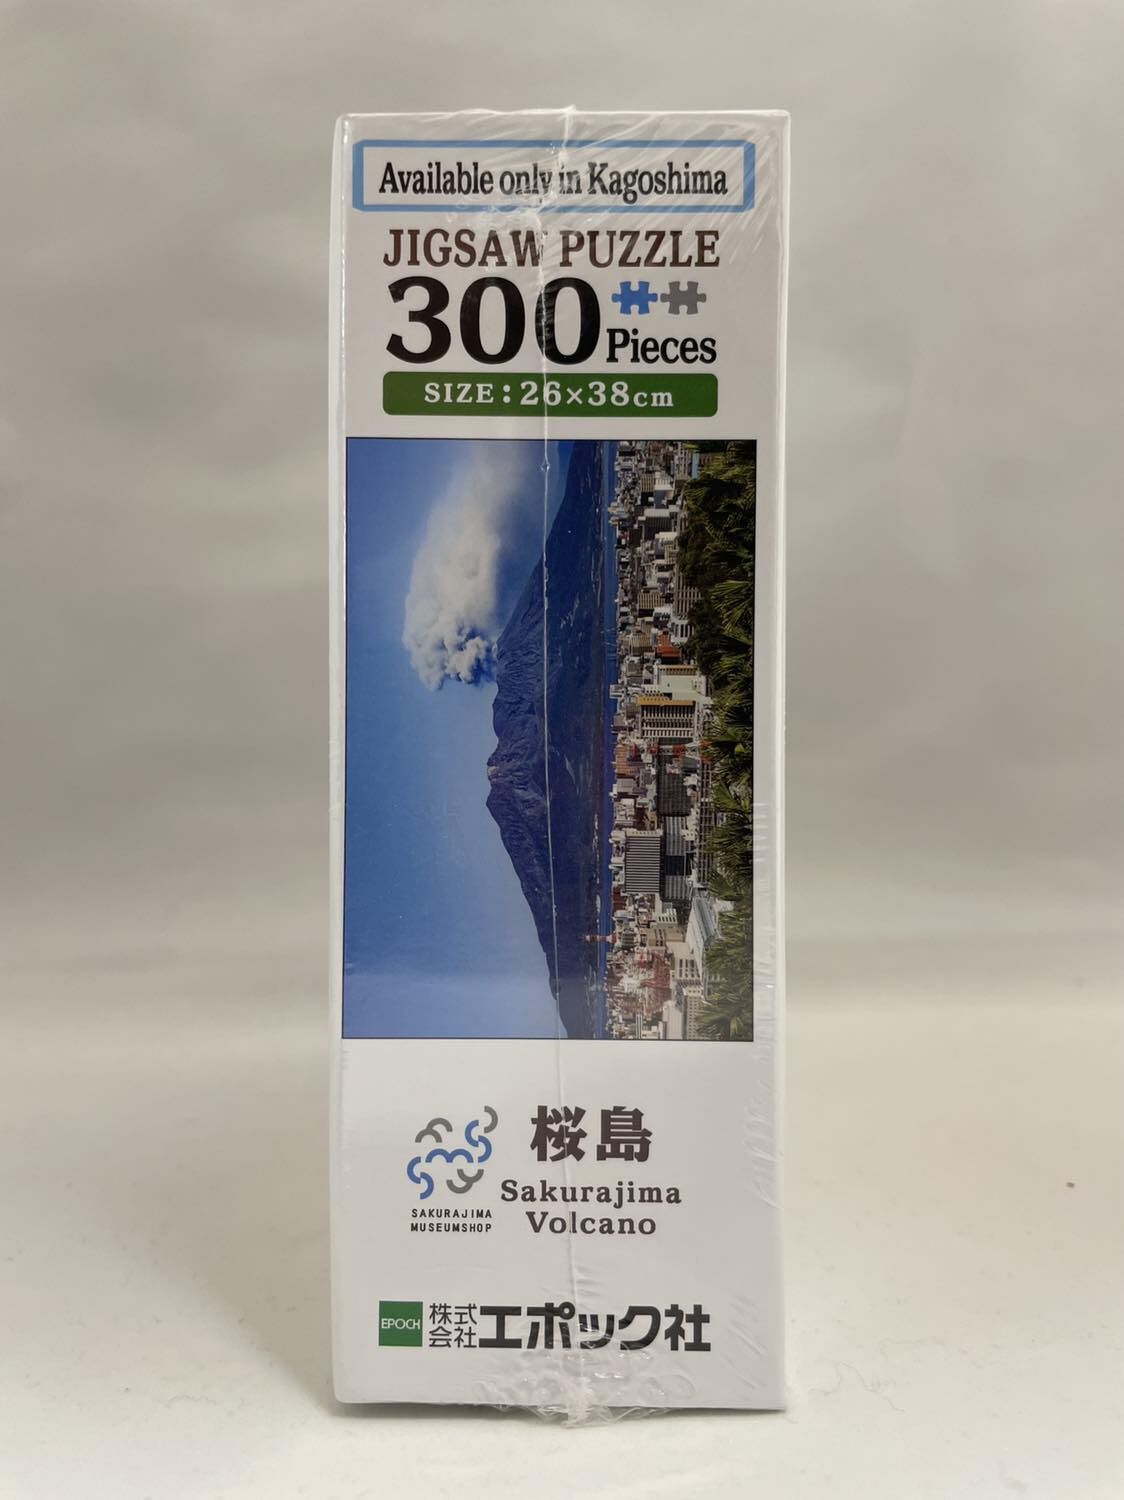 Available only in Kagoshima
JIGSAW PUZZLE
300 Pieces
SIZE：26×38cm
桜島
Sakurajima
Volcano
SAKURAJIMA
MUSEUMSHOP
EPOCH 株式会社エポック社